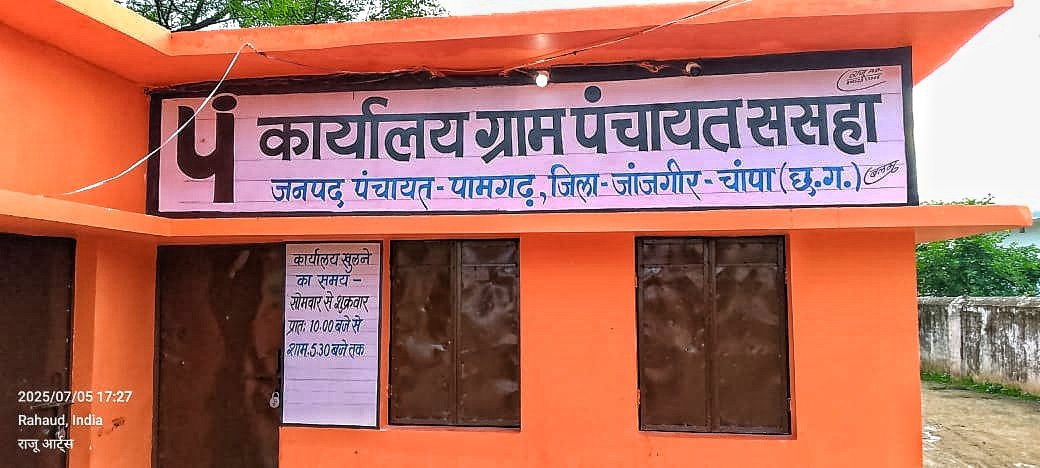 पं कार्यालय ग्राम पंचायत ससहा
जनपद पंचायत - पामगढ़, जिला - जांजगीर - चांपा (छ.ग.)
कार्यालय खुलने
का समय -
सोमवार से शुक्रवार
प्रातः 10:00 बजे से
शाम. 5.30 बजे तक
2025/07/05 17:27
Rahaud, India
राजू आर्ट्स